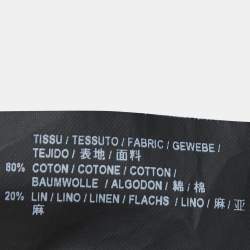 TISSU / TESSUTO / FABRIC / GEWEBE /
TEJIDO / 表地 / 面料
80% COTON / COTONE / COTTON /
BAUMWOLLE / ALGODON / 綿 / 棉
20% LIN / LINO / LINEN / FLACHS / LINO / 麻 / 亚
麻